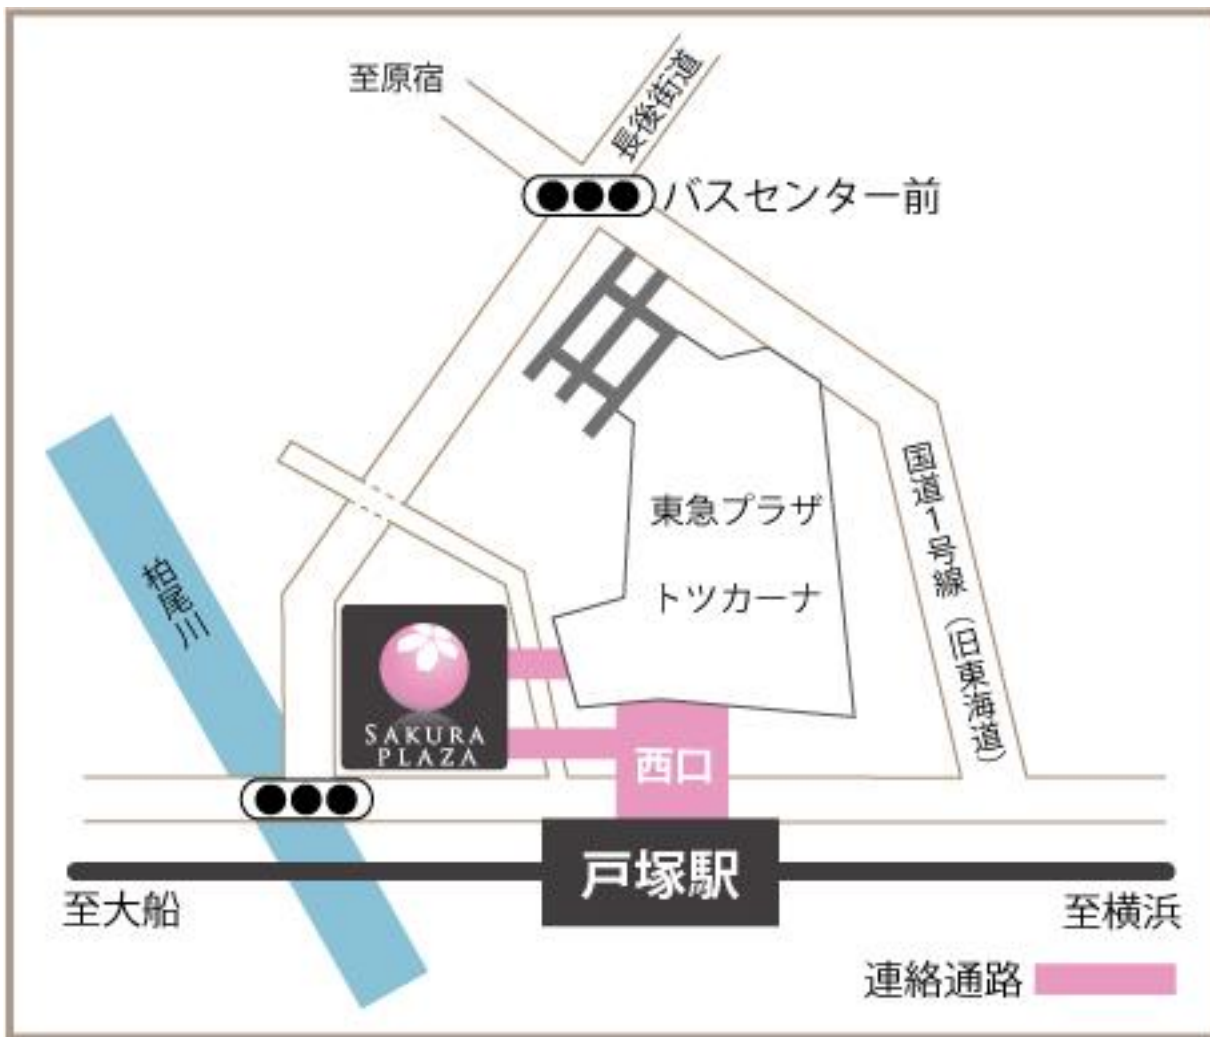 至原宿
長後街道
バスセンター前
東急プラザ
トツカーナ
国道1号線（旧東海道）
柏尾川
SAKURA
PLAZA
西口
戸塚駅
至大船
至横浜
連絡通路